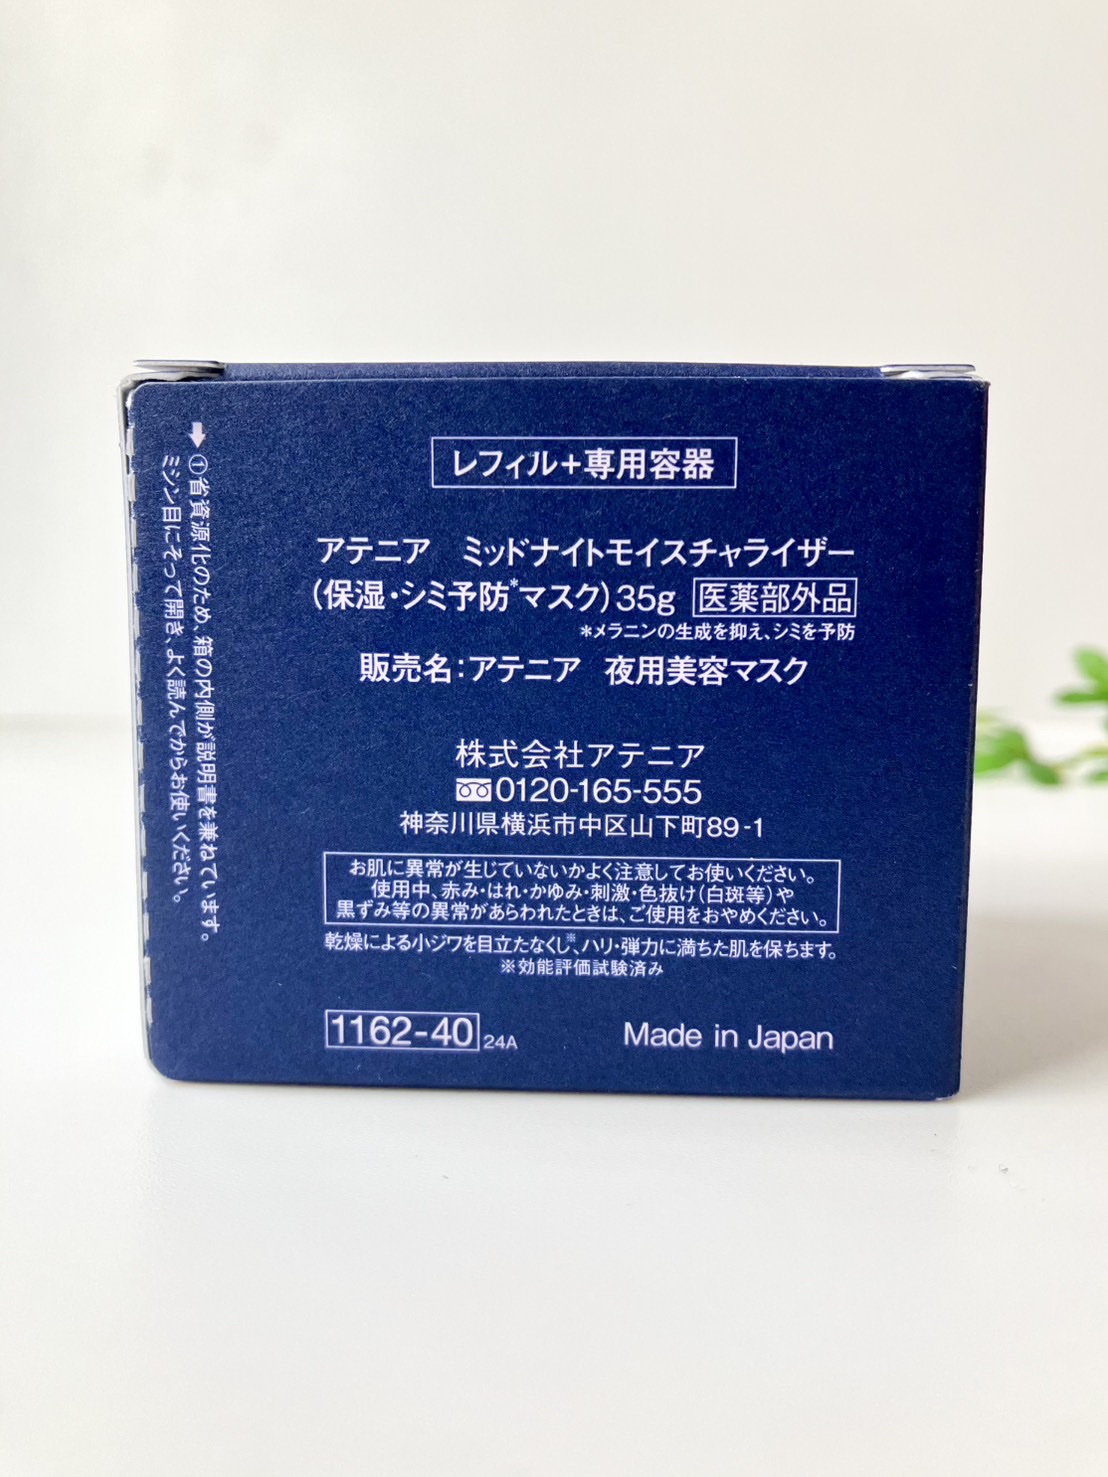 レフィル+専用容器
アテニア ミッドナイトモイスチャライザー
(保湿・シミ予防*マスク)35g 医薬部外品
*メラニンの生成を抑え、シミを予防
販売名:アテニア 夜用美容マスク
株式会社アテニア
0120-165-555
神奈川県横浜市中区山下町89-1
お肌に異常が生じていないかよく注意してお使いください。
使用中、赤み・はれ・かゆみ・刺激・色抜け(白斑等)や
黒ずみ等の異常があらわれたときは、ご使用をおやめください。
乾燥による小ジワを目立たなくし※、ハリ・弾力に満ちた肌を保ちます。
※効能評価試験済み
1162-40 24A
Made in Japan
➡①省資源化のため、箱の内側が説明書を兼ねています。
ミシン目にそって開き、よく読んでからお使いください。